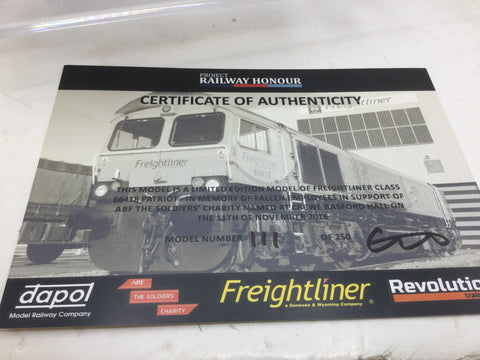 PROJECT
RAILWAY HONOUR
CERTIFICATE OF AUTHENTICITY
Freightliner
Freightliner
66418
THIS MODEL IS A LIMITED EDITION MODEL OF FREIGHTLINER CLASS
66418 PATRIOT - IN MEMORY OF FALLEN EMPLOYEES IN SUPPORT OF
ABF THE SOLDIERS' CHARITY NAMED AT CREWE BASFORD HALL ON
THE 11TH OF NOVEMBER 2018
MODEL NUMBER 111 OF 250
dapol
Model Railway Company
ABF
THE SOLDIERS'
CHARITY
Freightliner
a Genesee & Wyoming Company
Revolution
trains